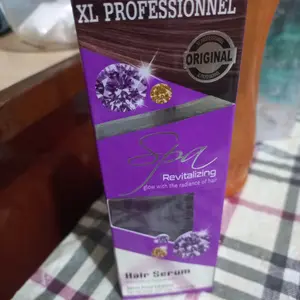 XL PROFESSIONNEL
ORIGINAL
Spa
Revitalizing
glow with the radiance of hair
Hair Serum